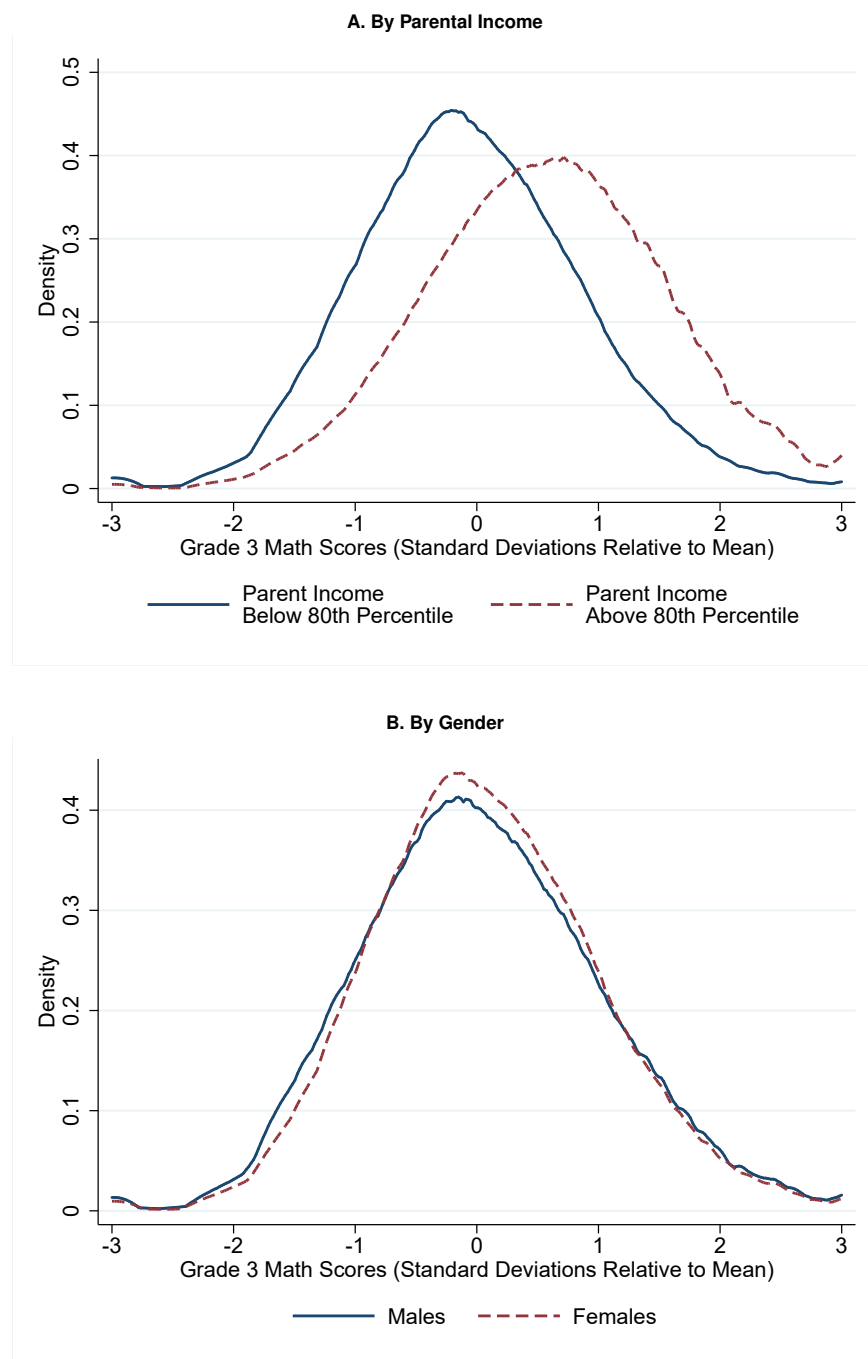 A. By Parental Income
0.5
0.4
0.3
0.2
0.1
0
Density
-3 -2 -1 0 1 2 3
Grade 3 Math Scores (Standard Deviations Relative to Mean)
Parent Income
Below 80th Percentile
Parent Income
Above 80th Percentile
B. By Gender
0.4
0.3
0.2
0.1
0
Density
-3 -2 -1 0 1 2 3
Grade 3 Math Scores (Standard Deviations Relative to Mean)
Males Females